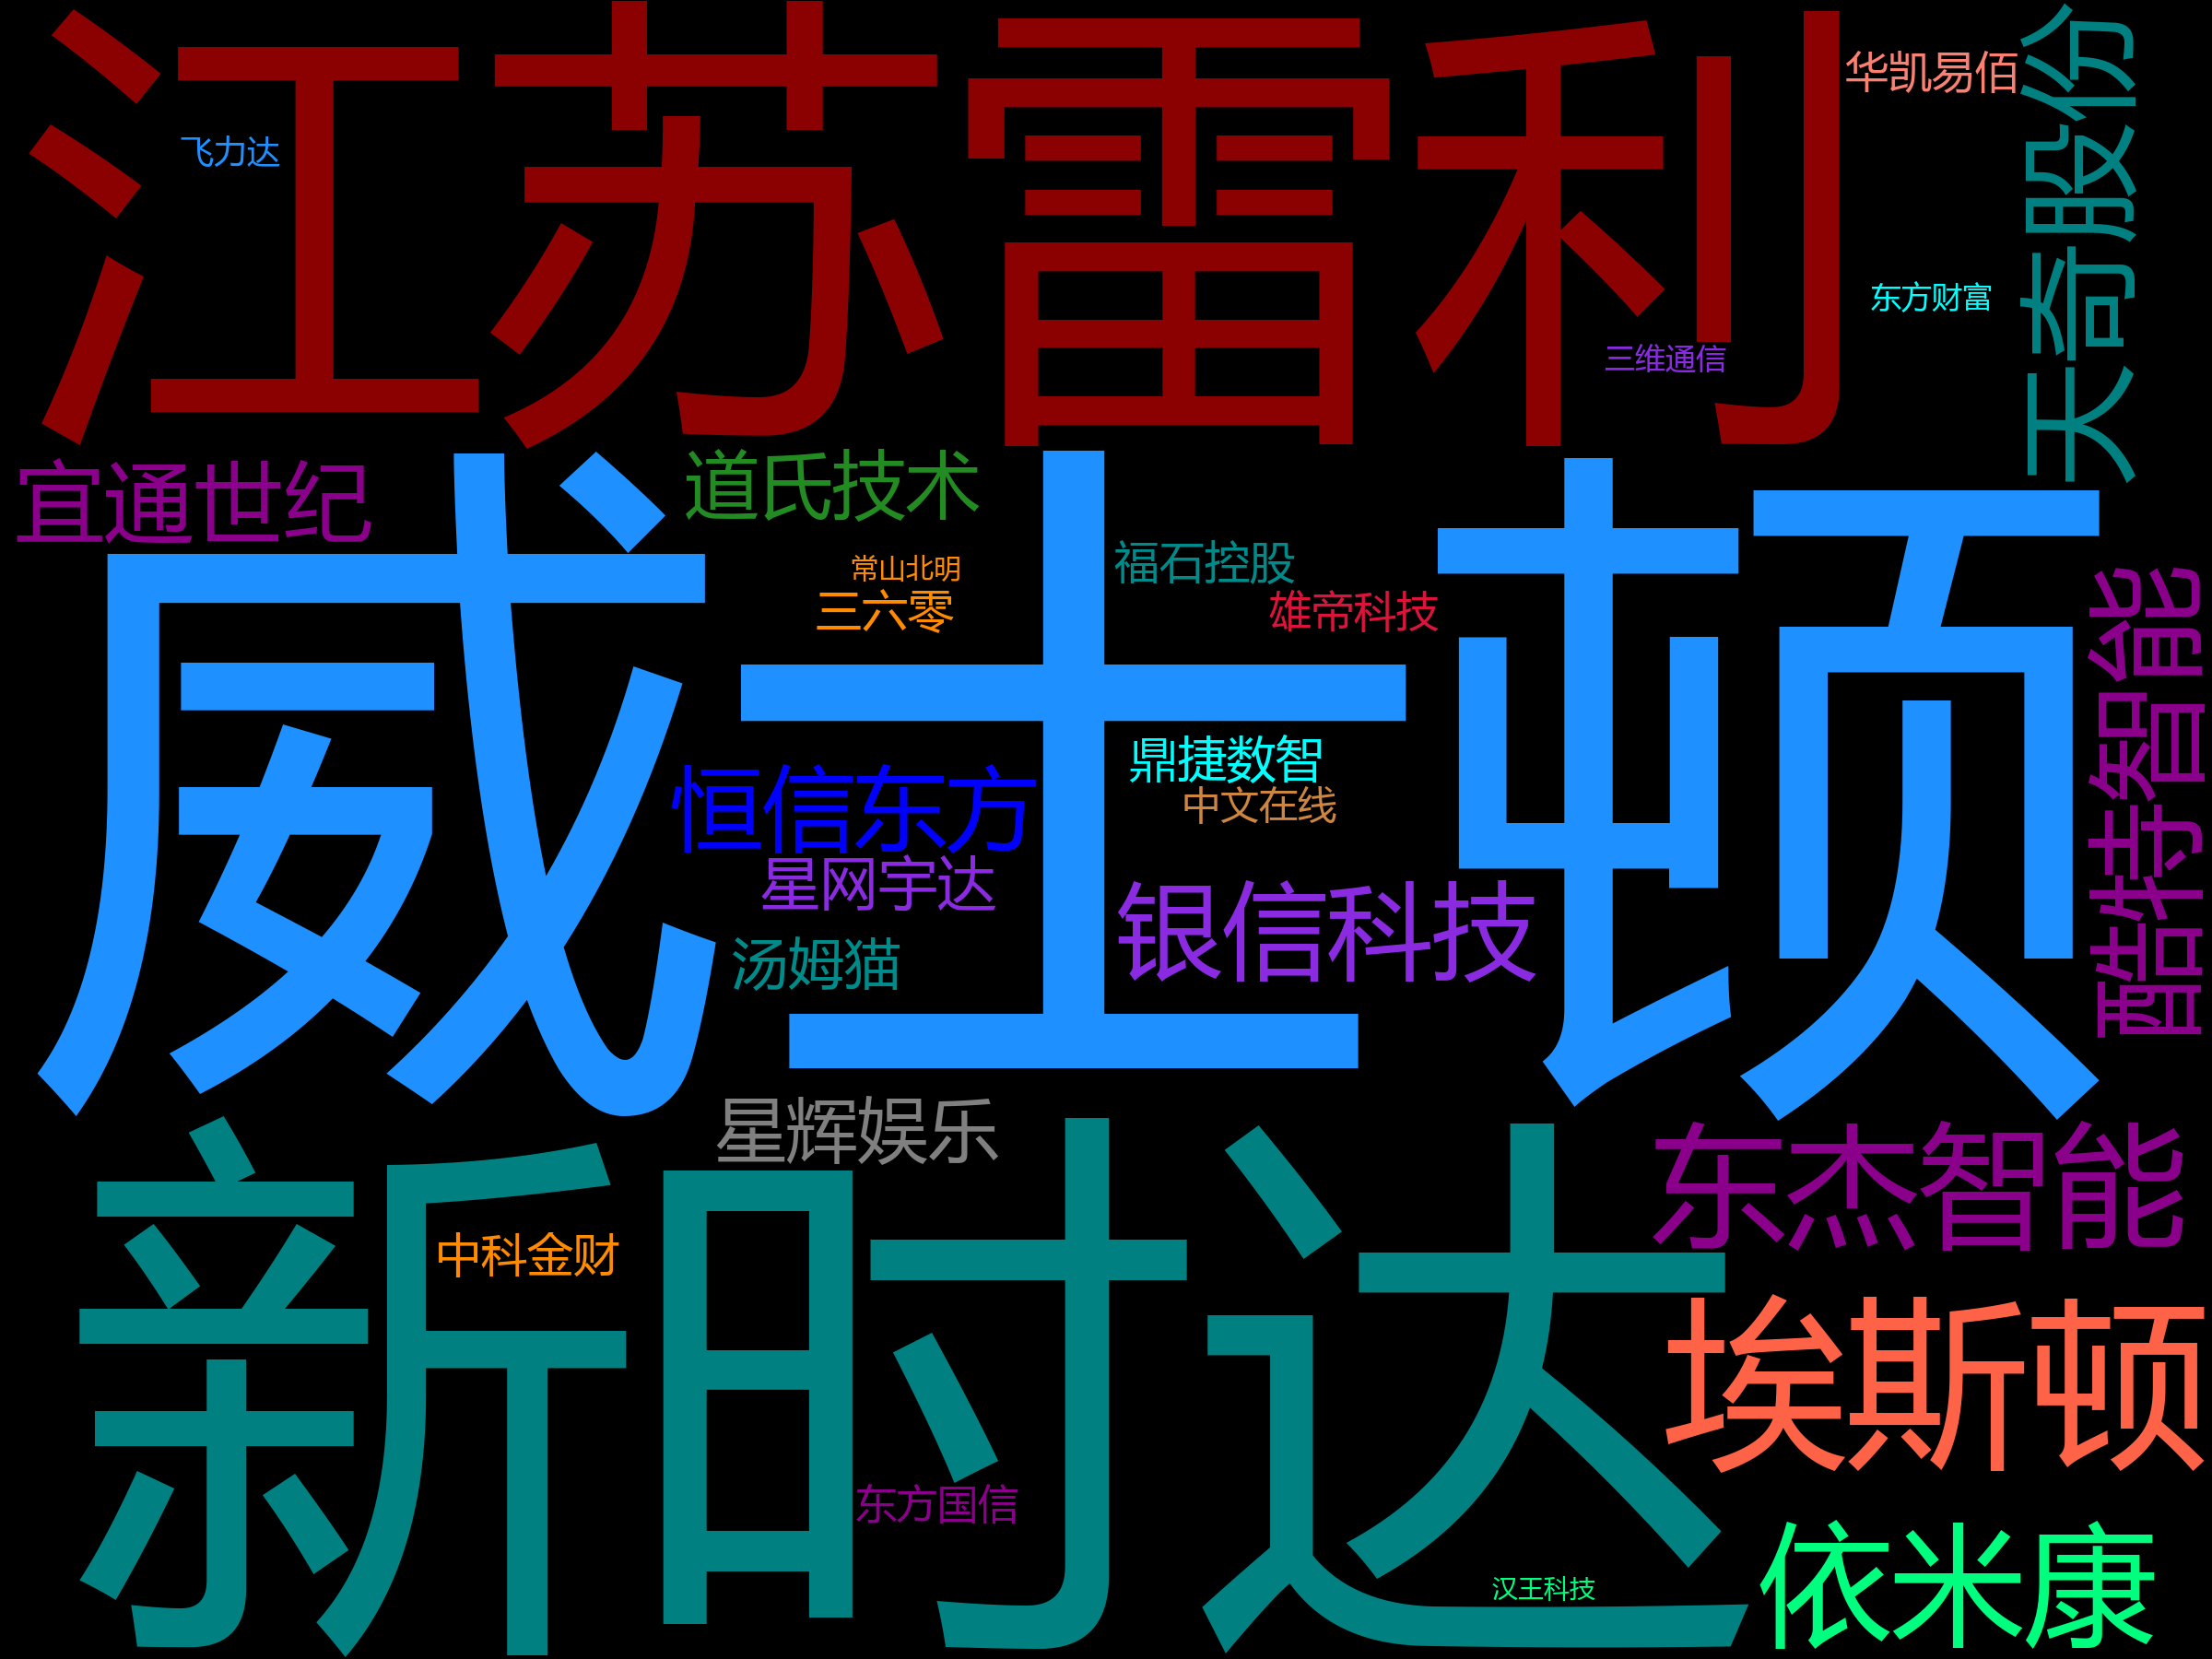 江苏雷利
华凯易佰
天奇股份
飞力达
东方财富
三维通信
宜通世纪
道氏技术
威士顿
常山北明
福石控股
三六零
雄帝科技
酷特智能
恒信东方
鼎捷数智
中文在线
星网宇达
银信科技
汤姆猫
星辉娱乐
东杰智能
新时达
中科金财
埃斯顿
东方国信
依米康
汉王科技